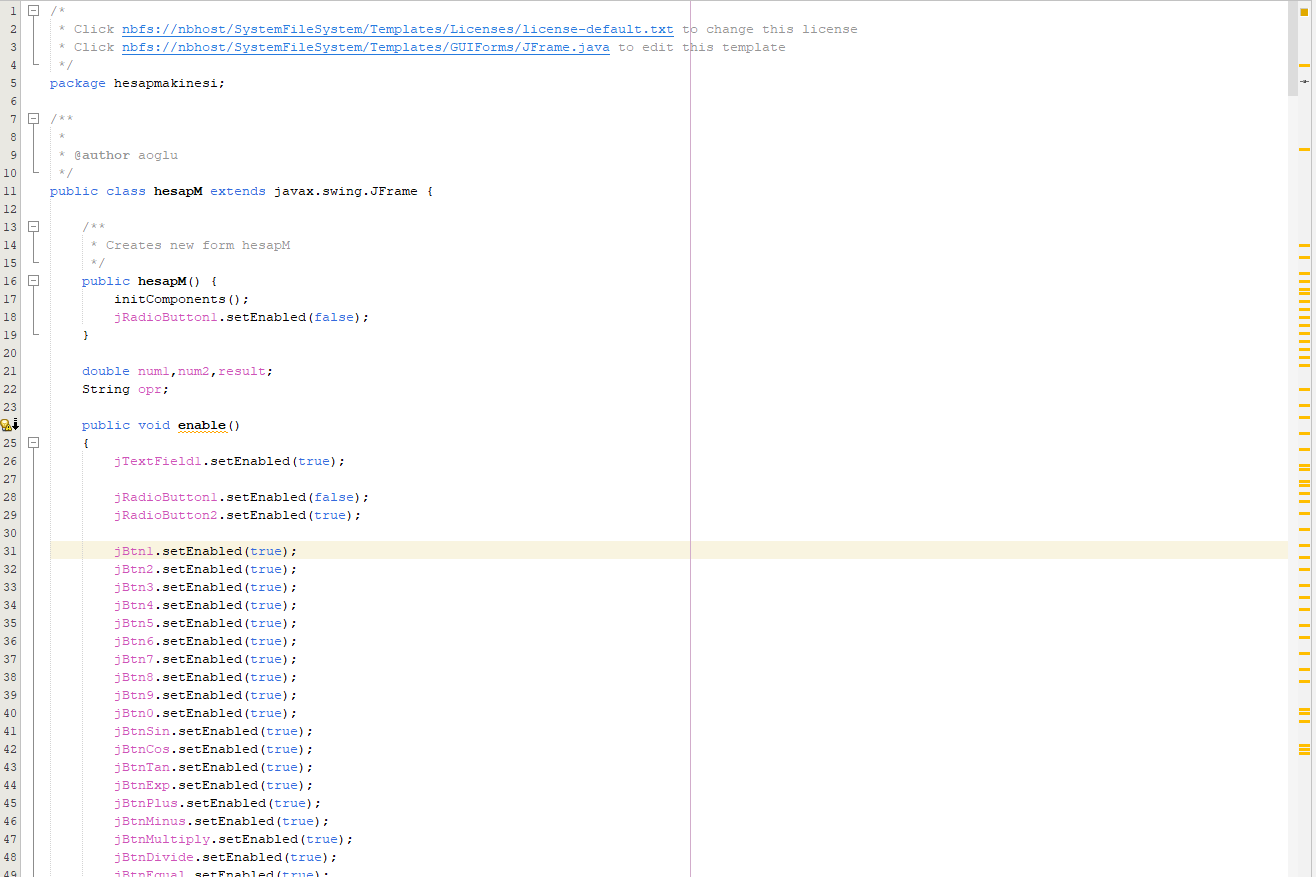 1 /*
2 * Click nbfs://nbhost/SystemFileSystem/Templates/Licenses/license-default.txt to change this license
3 * Click nbfs://nbhost/SystemFileSystem/Templates/GUIForms/JFrame.java to edit this template
4 */
5 package hesapmakinesi;
6
7 /**
8 *
9 * @author aoglu
10 */
11 public class hesapM extends javax.swing.JFrame {
12
13 /**
14 * Creates new form hesapM
15 */
16 public hesapM() {
17 initComponents();
18 jRadioButton1.setEnabled(false);
19 }
20
21 double num1,num2,result;
22 String opr;
23
public void enable()
25 {
26 jTextField1.setEnabled(true);
27
28 jRadioButton1.setEnabled(false);
29 jRadioButton2.setEnabled(true);
30
31 jBtn1.setEnabled(true);
32 jBtn2.setEnabled(true);
33 jBtn3.setEnabled(true);
34 jBtn4.setEnabled(true);
35 jBtn5.setEnabled(true);
36 jBtn6.setEnabled(true);
37 jBtn7.setEnabled(true);
38 jBtn8.setEnabled(true);
39 jBtn9.setEnabled(true);
40 jBtn0.setEnabled(true);
41 jBtnSin.setEnabled(true);
42 jBtnCos.setEnabled(true);
43 jBtnTan.setEnabled(true);
44 jBtnExp.setEnabled(true);
45 jBtnPlus.setEnabled(true);
46 jBtnMinus.setEnabled(true);
47 jBtnMultiply.setEnabled(true);
48 jBtnDivide.setEnabled(true);
49 jBtnEqual.setEnabled(true);